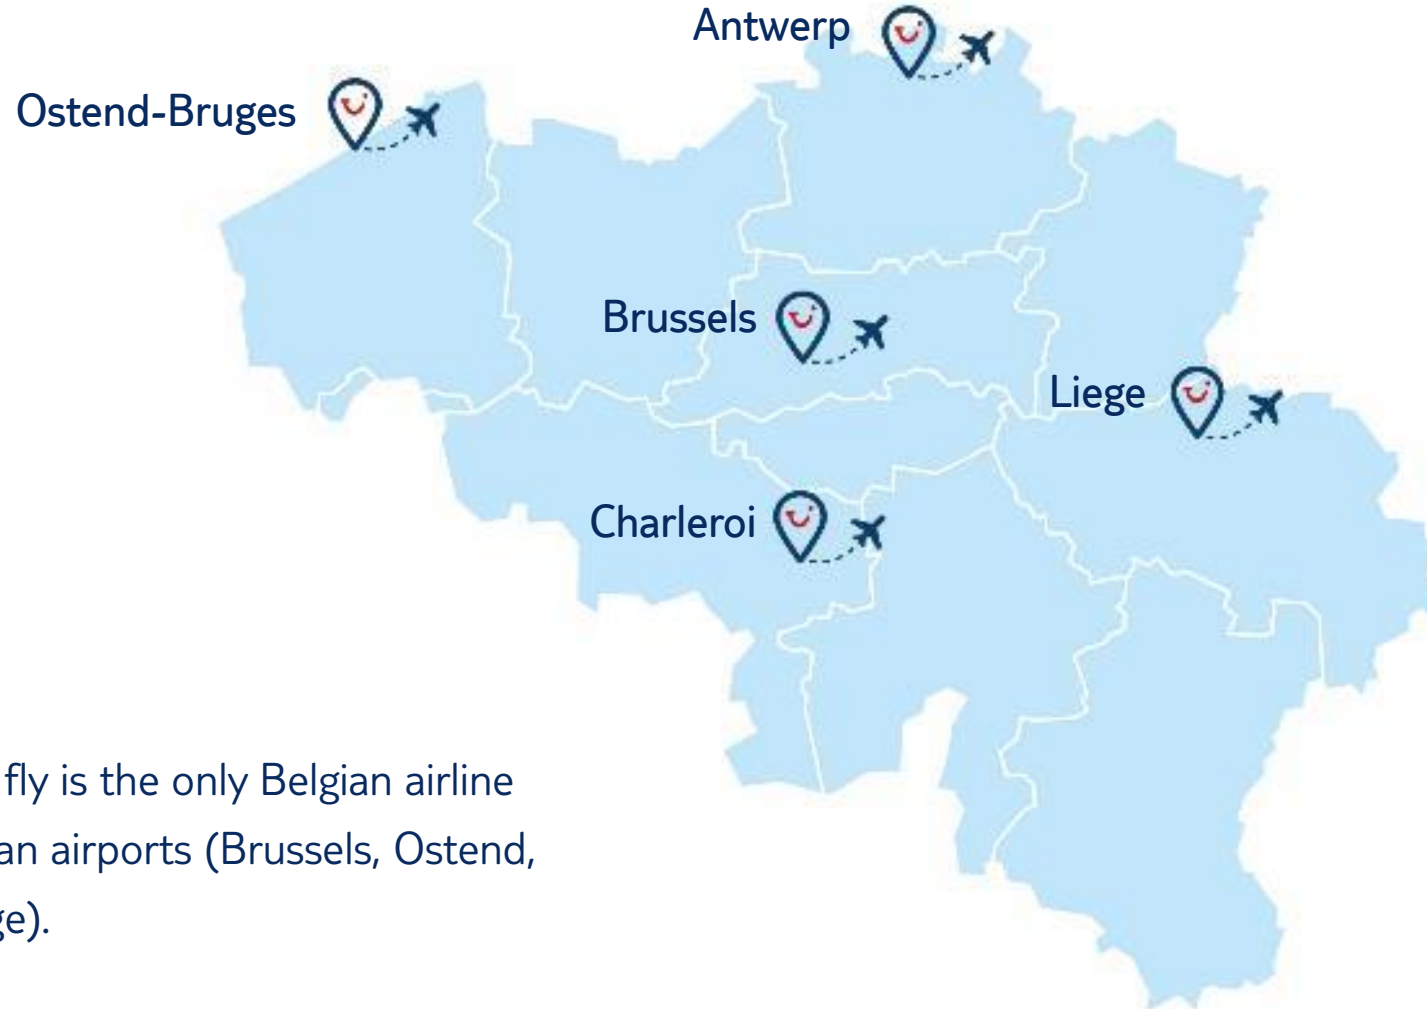 Antwerp
Ostend-Bruges
Brussels
Liege
Charleroi
fly is the only Belgian airline
an airports (Brussels, Ostend,
ge).